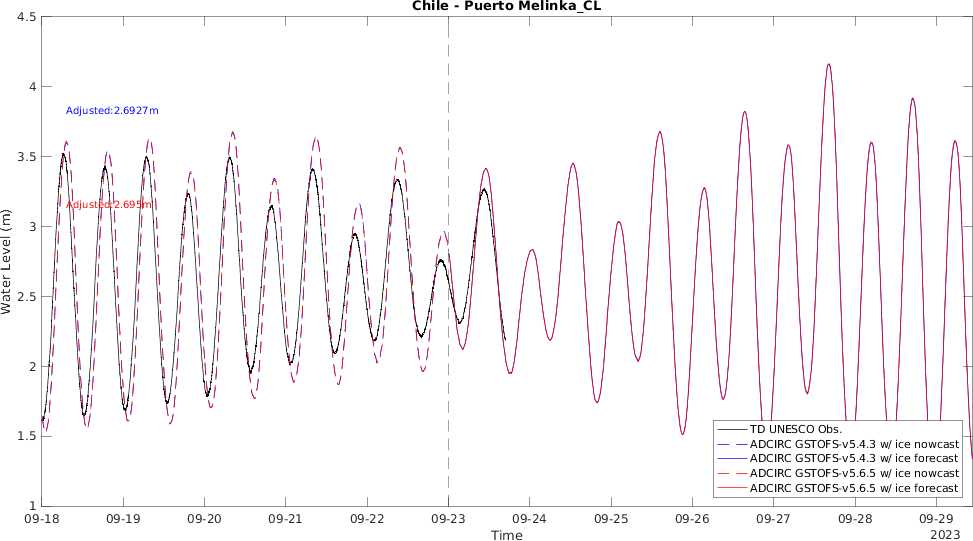 Chile - Puerto Melinka_CL
4.5
4
3.5
3
2.5
2
1.5
1
Water Level (m)
Adjusted:2.6927m
Adjusted:2.695m
TD UNESCO Obs.
ADCIRC GSTOFS-v5.4.3 w/ ice nowcast
ADCIRC GSTOFS-v5.4.3 w/ ice forecast
ADCIRC GSTOFS-v5.6.5 w/ ice nowcast
ADCIRC GSTOFS-v5.6.5 w/ ice forecast
09-18 09-19 09-20 09-21 09-22 09-23 09-24 09-25 09-26 09-27 09-28 09-29
Time
2023